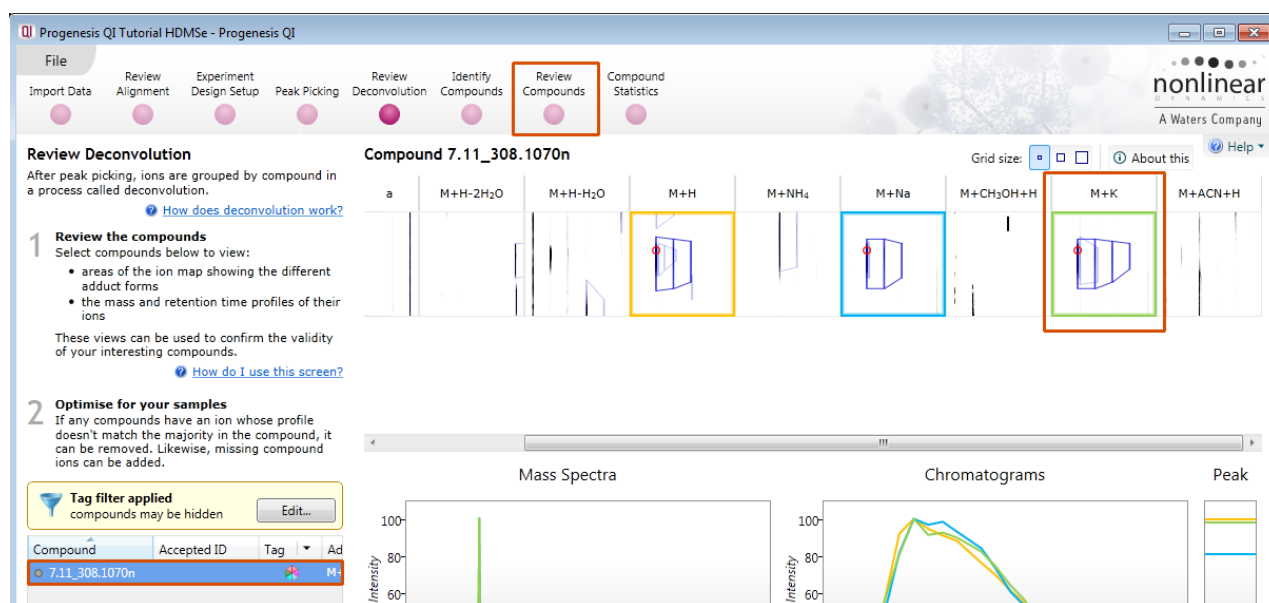 QI Progenesis QI Tutorial HDMSe - Progenesis QI
File
Import Data
Review
Alignment
Experiment
Design Setup
Peak Picking
Review
Deconvolution
Identify
Compounds
Review
Compounds
Compound
Statistics
nonlinear
DYNAMICS
A Waters Company
Review Deconvolution
After peak picking, ions are grouped by compound in
a process called deconvolution.
How does deconvolution work?
1 Review the compounds
Select compounds below to view:
• areas of the ion map showing the different
adduct forms
• the mass and retention time profiles of their
ions
These views can be used to confirm the validity
of your interesting compounds.
How do I use this screen?
2 Optimise for your samples
If any compounds have an ion whose profile
doesn't match the majority in the compound, it
can be removed. Likewise, missing compound
ions can be added.
Tag filter applied
compounds may be hidden
Edit...
Compound Accepted ID Tag Ad
7.11_308.1070n M+
Compound 7.11_308.1070n
Grid size:
About this
Help
a M+H-2H₂O M+H-H₂O M+H M+NH₄ M+Na M+CH₃OH+H M+K M+ACN+H
Mass Spectra
100
80
60
Chromatograms
Intensity
100
80
60
Intensity
Peak